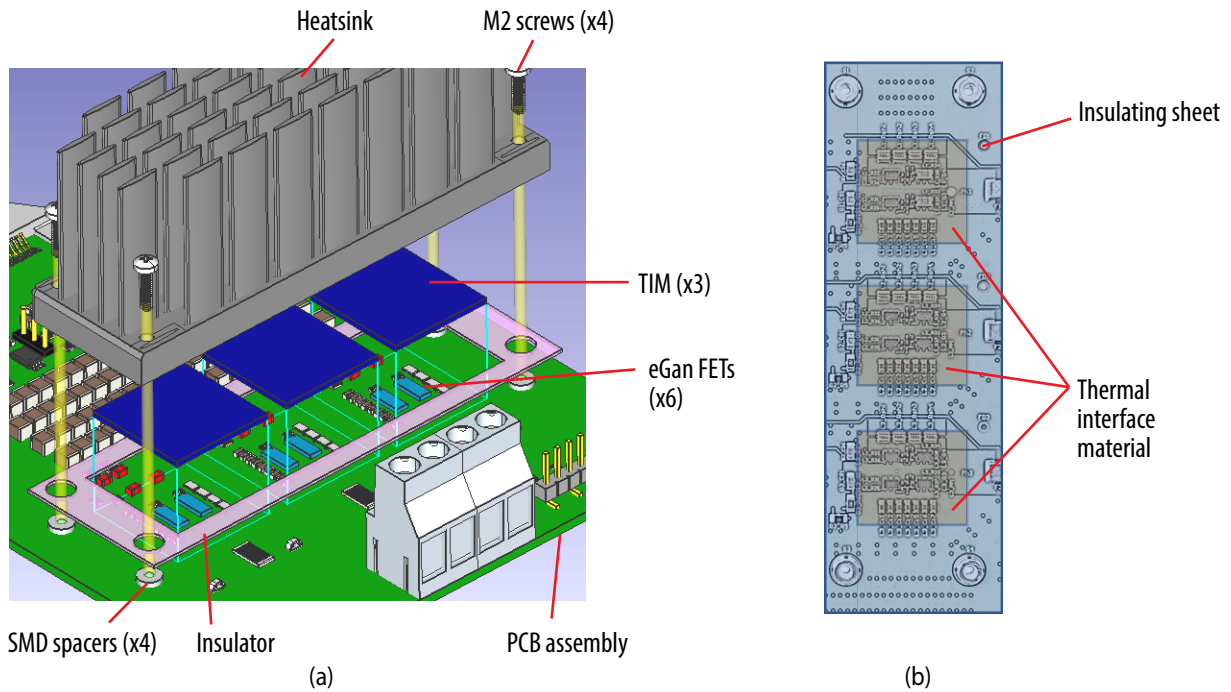 Heatsink
M2 screws (x4)
TIM (x3)
eGan FETs
(x6)
SMD spacers (x4)
Insulator
PCB assembly
(a)
Insulating sheet
Thermal
interface
material
(b)